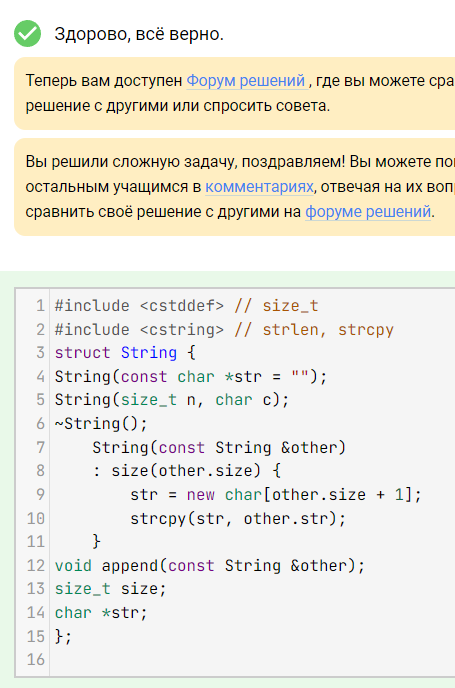 Здорово, всё верно.
Теперь вам доступен Форум решений , где вы можете сра
решение с другими или спросить совета.
Вы решили сложную задачу, поздравляем! Вы можете по
остальным учащимся в комментариях, отвечая на их воп
сравнить своё решение с другими на форуме решений.
1 #include <cstddef> // size_t
2 #include <cstring> // strlen, strcpy
3 struct String {
4 String(const char *str = "");
5 String(size_t n, char c);
6 ~String();
7     String(const String &other)
8     : size(other.size) {
9         str = new char[other.size + 1];
10         strcpy(str, other.str);
11     }
12 void append(const String &other);
13 size_t size;
14 char *str;
15 };
16